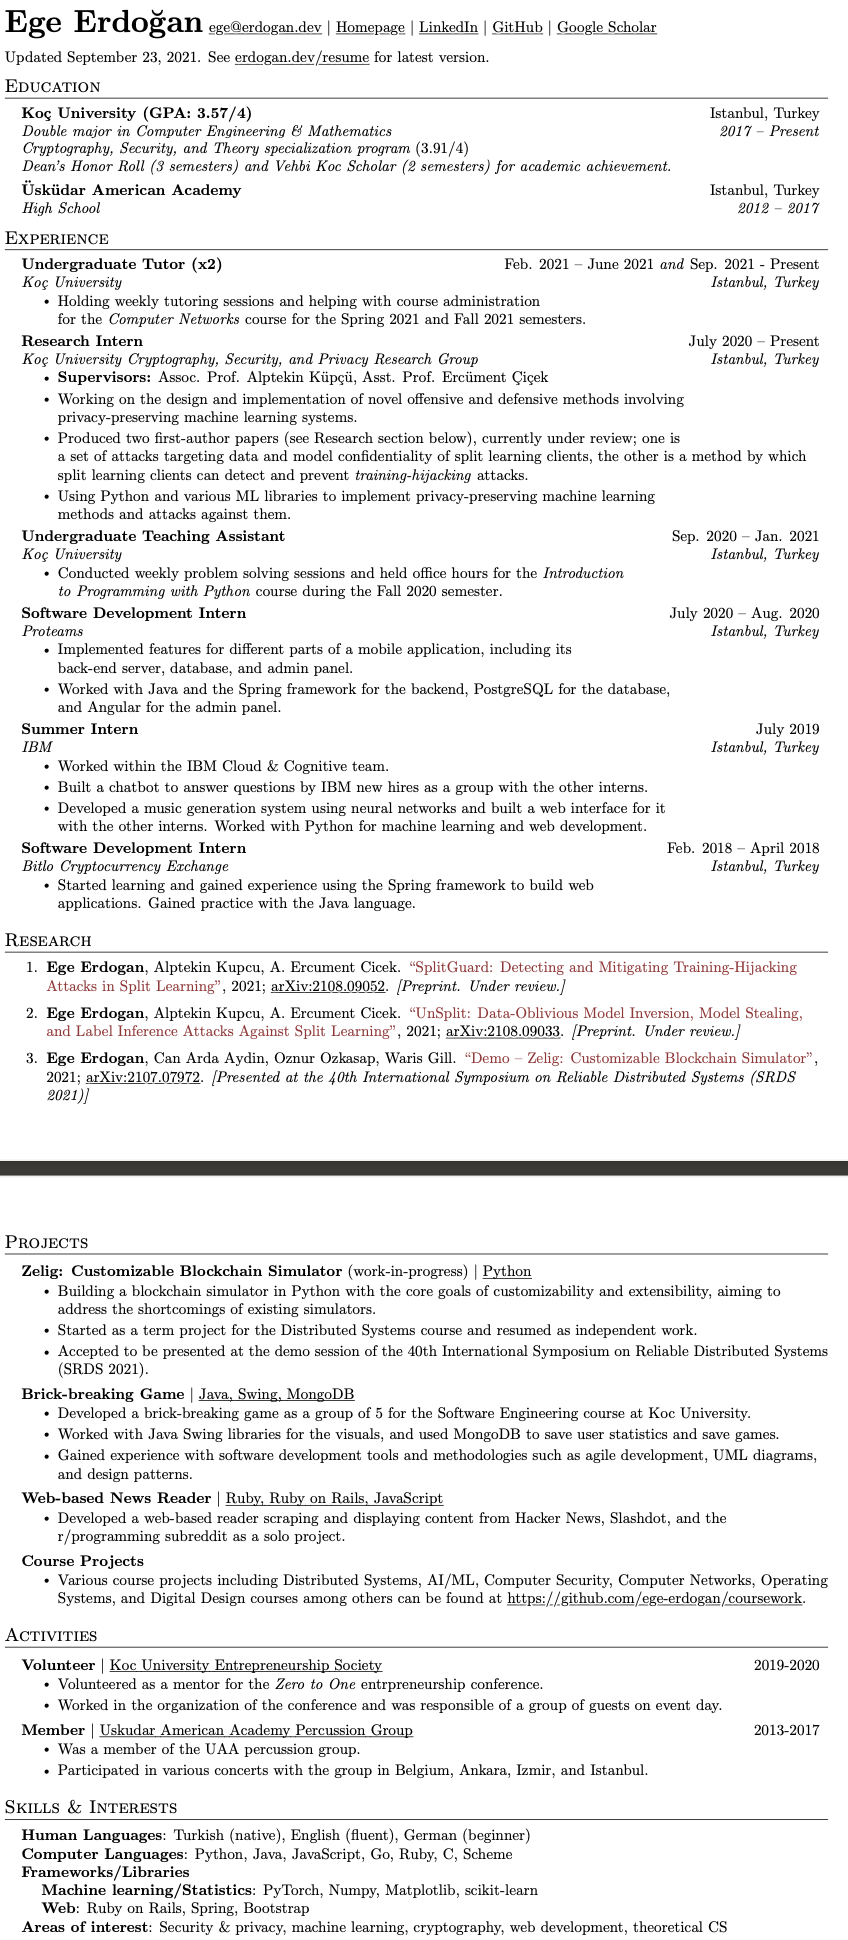 Ege Erdoğan ege@erdogan.dev | Homepage | LinkedIn | GitHub | Google Scholar
Updated September 23, 2021. See erdogan.dev/resume for latest version.
Education
Koç University (GPA: 3.57/4) Istanbul, Turkey
Double major in Computer Engineering & Mathematics 2017 – Present
Cryptography, Security, and Theory specialization program (3.91/4)
Dean's Honor Roll (3 semesters) and Vehbi Koc Scholar (2 semesters) for academic achievement.
Üsküdar American Academy Istanbul, Turkey
High School 2012 – 2017
Experience
Undergraduate Tutor (x2) Feb. 2021 – June 2021 and Sep. 2021 - Present
Koç University Istanbul, Turkey
• Holding weekly tutoring sessions and helping with course administration
for the Computer Networks course for the Spring 2021 and Fall 2021 semesters.
Research Intern July 2020 – Present
Koç University Cryptography, Security, and Privacy Research Group Istanbul, Turkey
• Supervisors: Assoc. Prof. Alptekin Küpçü, Asst. Prof. Ercüment Çiçek
• Working on the design and implementation of novel offensive and defensive methods involving
privacy-preserving machine learning systems.
• Produced two first-author papers (see Research section below), currently under review; one is
a set of attacks targeting data and model confidentiality of split learning clients, the other is a method by which
split learning clients can detect and prevent training-hijacking attacks.
• Using Python and various ML libraries to implement privacy-preserving machine learning
methods and attacks against them.
Undergraduate Teaching Assistant Sep. 2020 – Jan. 2021
Koç University Istanbul, Turkey
• Conducted weekly problem solving sessions and held office hours for the Introduction
to Programming with Python course during the Fall 2020 semester.
Software Development Intern July 2020 – Aug. 2020
Proteams Istanbul, Turkey
• Implemented features for different parts of a mobile application, including its
back-end server, database, and admin panel.
• Worked with Java and the Spring framework for the backend, PostgreSQL for the database,
and Angular for the admin panel.
Summer Intern July 2019
IBM Istanbul, Turkey
• Worked within the IBM Cloud & Cognitive team.
• Built a chatbot to answer questions by IBM new hires as a group with the other interns.
• Developed a music generation system using neural networks and built a web interface for it
with the other interns. Worked with Python for machine learning and web development.
Software Development Intern Feb. 2018 – April 2018
Bitlo Cryptocurrency Exchange Istanbul, Turkey
• Started learning and gained experience using the Spring framework to build web
applications. Gained practice with the Java language.
Research
1. Ege Erdogan, Alptekin Kupcu, A. Ercument Cicek. “SplitGuard: Detecting and Mitigating Training-Hijacking
Attacks in Split Learning”, 2021; arXiv:2108.09052. [Preprint. Under review.]
2. Ege Erdogan, Alptekin Kupcu, A. Ercument Cicek. “UnSplit: Data-Oblivious Model Inversion, Model Stealing,
and Label Inference Attacks Against Split Learning”, 2021; arXiv:2108.09033. [Preprint. Under review.]
3. Ege Erdogan, Can Arda Aydin, Oznur Ozkasap, Waris Gill. “Demo – Zelig: Customizable Blockchain Simulator”,
2021; arXiv:2107.07972. [Presented at the 40th International Symposium on Reliable Distributed Systems (SRDS
2021)]
Projects
Zelig: Customizable Blockchain Simulator (work-in-progress) | Python
• Building a blockchain simulator in Python with the core goals of customizability and extensibility, aiming to
address the shortcomings of existing simulators.
• Started as a term project for the Distributed Systems course and resumed as independent work.
• Accepted to be presented at the demo session of the 40th International Symposium on Reliable Distributed Systems
(SRDS 2021).
Brick-breaking Game | Java, Swing, MongoDB
• Developed a brick-breaking game as a group of 5 for the Software Engineering course at Koc University.
• Worked with Java Swing libraries for the visuals, and used MongoDB to save user statistics and save games.
• Gained experience with software development tools and methodologies such as agile development, UML diagrams,
and design patterns.
Web-based News Reader | Ruby, Ruby on Rails, JavaScript
• Developed a web-based reader scraping and displaying content from Hacker News, Slashdot, and the
r/programming subreddit as a solo project.
Course Projects
• Various course projects including Distributed Systems, AI/ML, Computer Security, Computer Networks, Operating
Systems, and Digital Design courses among others can be found at https://github.com/ege-erdogan/coursework.
Activities
Volunteer | Koc University Entrepreneurship Society 2019-2020
• Volunteered as a mentor for the Zero to One entrpreneurship conference.
• Worked in the organization of the conference and was responsible of a group of guests on event day.
Member | Uskudar American Academy Percussion Group 2013-2017
• Was a member of the UAA percussion group.
• Participated in various concerts with the group in Belgium, Ankara, Izmir, and Istanbul.
Skills & Interests
Human Languages: Turkish (native), English (fluent), German (beginner)
Computer Languages: Python, Java, JavaScript, Go, Ruby, C, Scheme
Frameworks/Libraries
Machine learning/Statistics: PyTorch, Numpy, Matplotlib, scikit-learn
Web: Ruby on Rails, Spring, Bootstrap
Areas of interest: Security & privacy, machine learning, cryptography, web development, theoretical CS